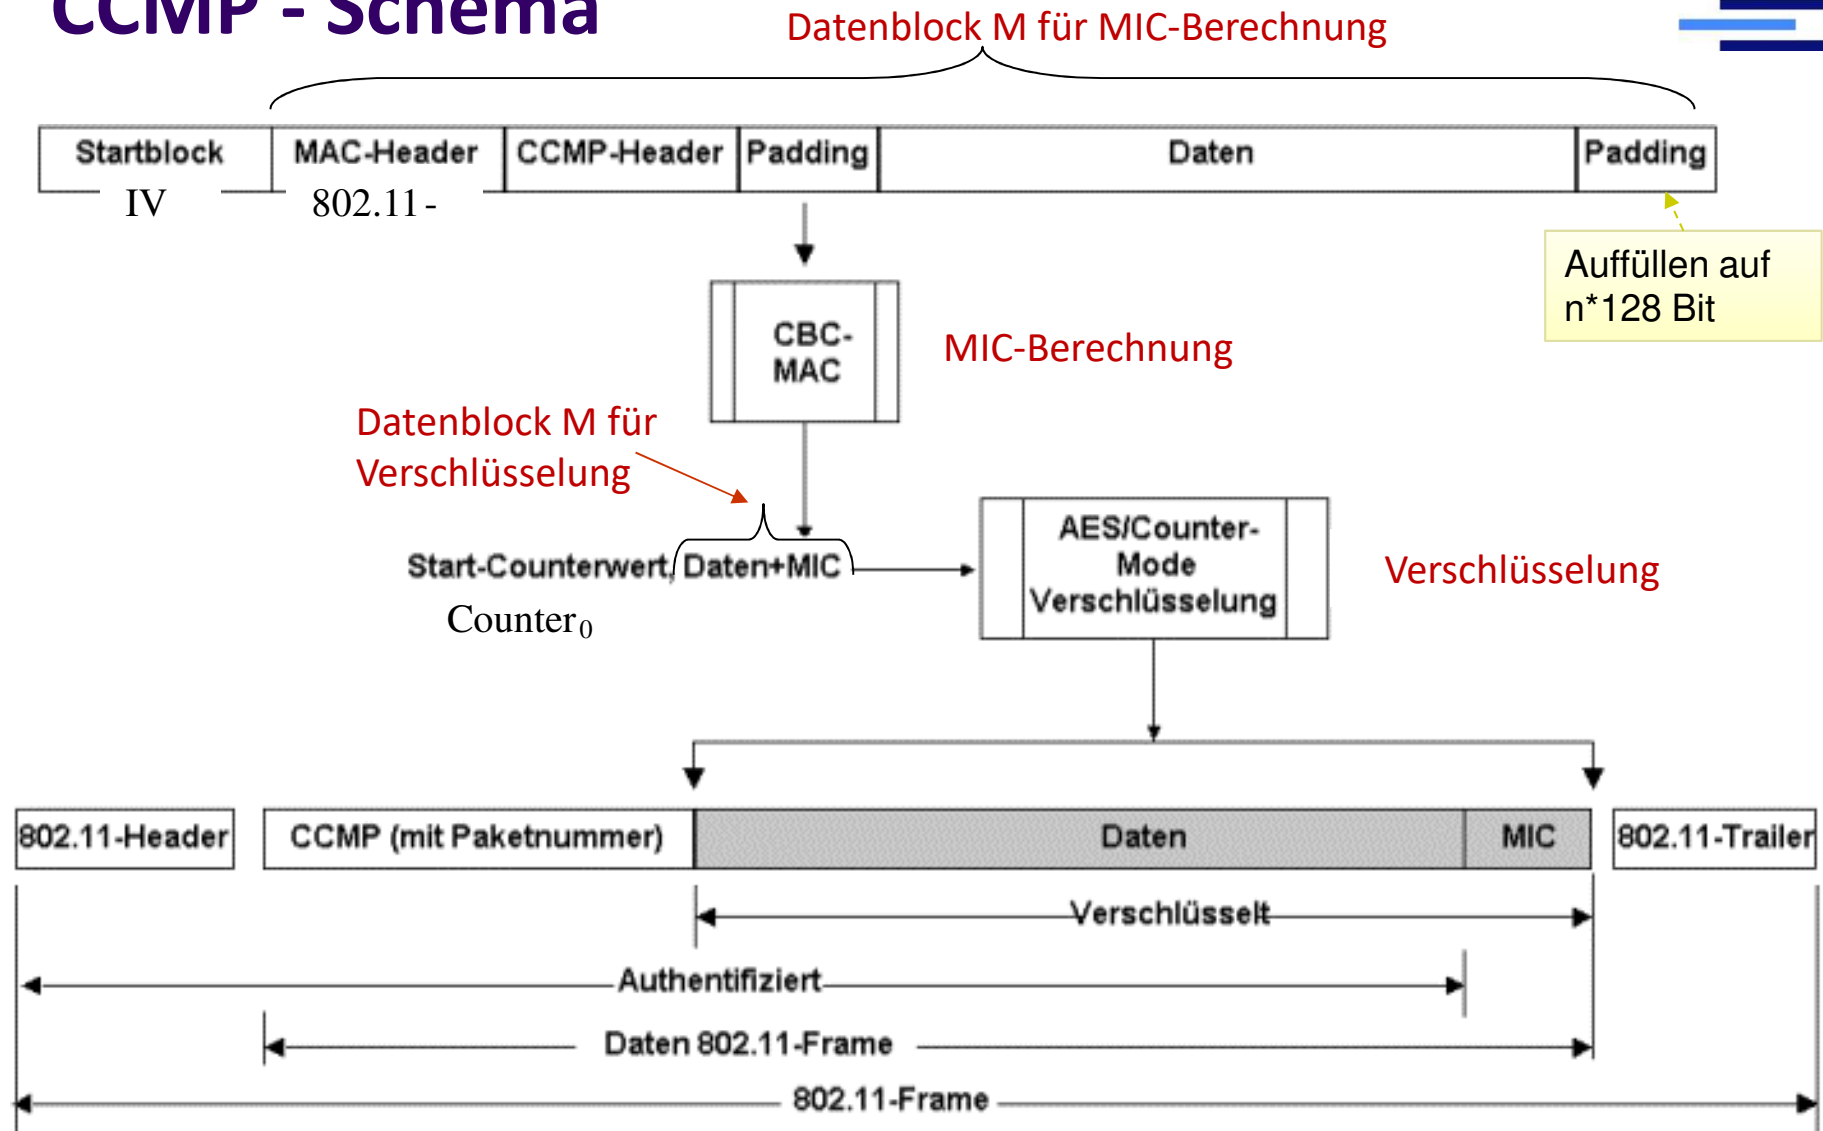 CCMP - Schema
Datenblock M für MIC-Berechnung
Startblock
MAC-Header
CCMP-Header
Padding
Daten
Padding
IV
802.11-
Auffüllen auf
n*128 Bit
CBC-
MAC
MIC-Berechnung
Datenblock M für
Verschlüsselung
Start-Counterwert, Daten+MIC
Counter0
AES/Counter-
Mode
Verschlüsselung
Verschlüsselung
802.11-Header
CCMP (mit Paketnummer)
Daten
MIC
802.11-Trailer
Verschlüsselt
Authentifiziert
Daten 802.11-Frame
802.11-Frame